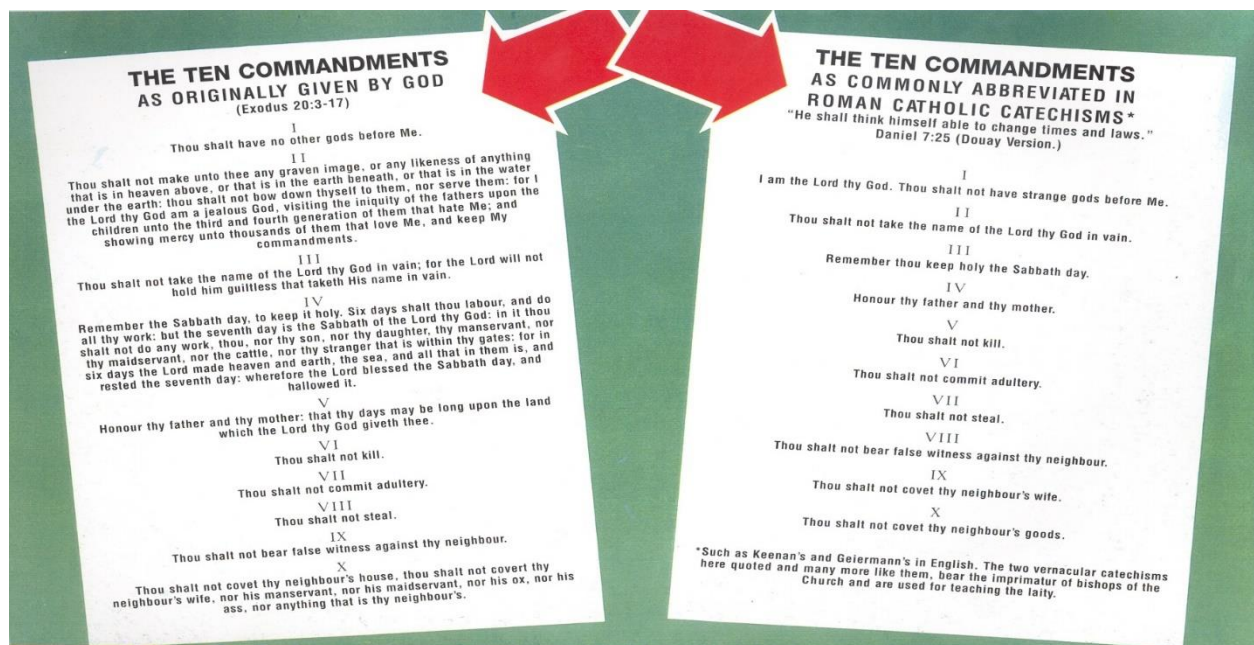 THE TEN COMMANDMENTS
AS ORIGINALLY GIVEN BY GOD
(Exodus 20:3-17)
I
Thou shalt have no other gods before Me.
II
Thou shalt not make unto thee any graven image, or any likeness of anything
that is in heaven above, or that is in the earth beneath, or that is in the water
under the earth: thou shalt not bow down thyself to them, nor serve them: for I
the Lord thy God am a jealous God, visiting the iniquity of the fathers upon the
children unto the third and fourth generation of them that hate Me; and
showing mercy unto thousands of them that love Me, and keep My
commandments.
III
Thou shalt not take the name of the Lord thy God in vain; for the Lord will not
hold him guiltless that taketh His name in vain.
IV
Remember the Sabbath day, to keep it holy. Six days shalt thou labour, and do
all thy work: but the seventh day is the Sabbath of the Lord thy God: in it thou
shalt not do any work, thou, nor thy son, nor thy daughter, thy manservant, nor
thy maidservant, nor the cattle, nor thy stranger that is within thy gates: for in
six days the Lord made heaven and earth, the sea, and all that in them is, and
rested the seventh day: wherefore the Lord blessed the Sabbath day, and
hallowed it.
V
Honour thy father and thy mother: that thy days may be long upon the land
which the Lord thy God giveth thee.
VI
Thou shalt not kill.
VII
Thou shalt not commit adultery.
VIII
Thou shalt not steal.
IX
Thou shalt not bear false witness against thy neighbour.
X
Thou shalt not covet thy neighbour's house, thou shalt not covert thy
neighbour's wife, nor his manservant, nor his maidservant, nor his ox, nor his
ass, nor anything that is thy neighbour's.
THE TEN COMMANDMENTS
AS COMMONLY ABBREVIATED IN
ROMAN CATHOLIC CATECHISMS*
"He shall think himself able to change times and laws."
Daniel 7:25 (Douay Version.)
I
I am the Lord thy God. Thou shalt not have strange gods before Me.
II
Thou shalt not take the name of the Lord thy God in vain.
III
Remember thou keep holy the Sabbath day.
IV
Honour thy father and thy mother.
V
Thou shalt not kill.
VI
Thou shalt not commit adultery.
VII
Thou shalt not steal.
VIII
Thou shalt not bear false witness against thy neighbour.
IX
Thou shalt not covet thy neighbour's wife.
X
Thou shalt not covet thy neighbour's goods.
*Such as Keenan's and Geiermann's in English. The two vernacular catechisms
here quoted and many more like them, bear the imprimatur of bishops of the
Church and are used for teaching the laity.